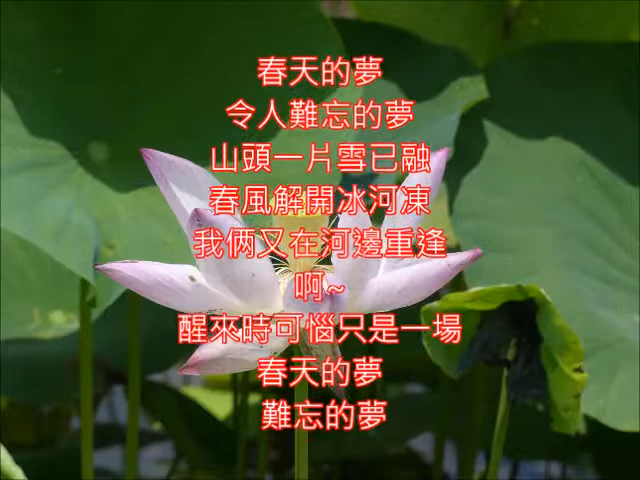 春天的夢
令人難忘的夢
山頭一片雪已融
春風解開冰河凍
我俩又在河邊重逢
啊~
醒來時可惱只是一場
春天的夢
難忘的夢